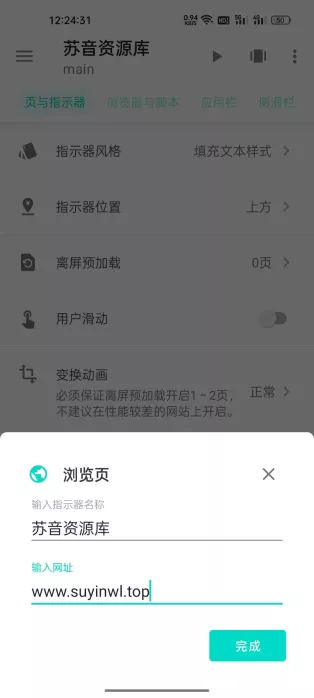 12:24:31
0.94 KB/S HD 5G 4G 50
苏音资源库
main
页与指示器 浏览器与脚本 应用栏 侧滑栏
指示器风格 填充文本样式
指示器位置 上方
离屏预加载 0页
用户滑动
变换动画 正常
必须保证离屏预加载开启1~2页，
不建议在性能较差的网站上开启。
浏览页
输入指示器名称
苏音资源库
输入网址
www.suyinwl.top
完成